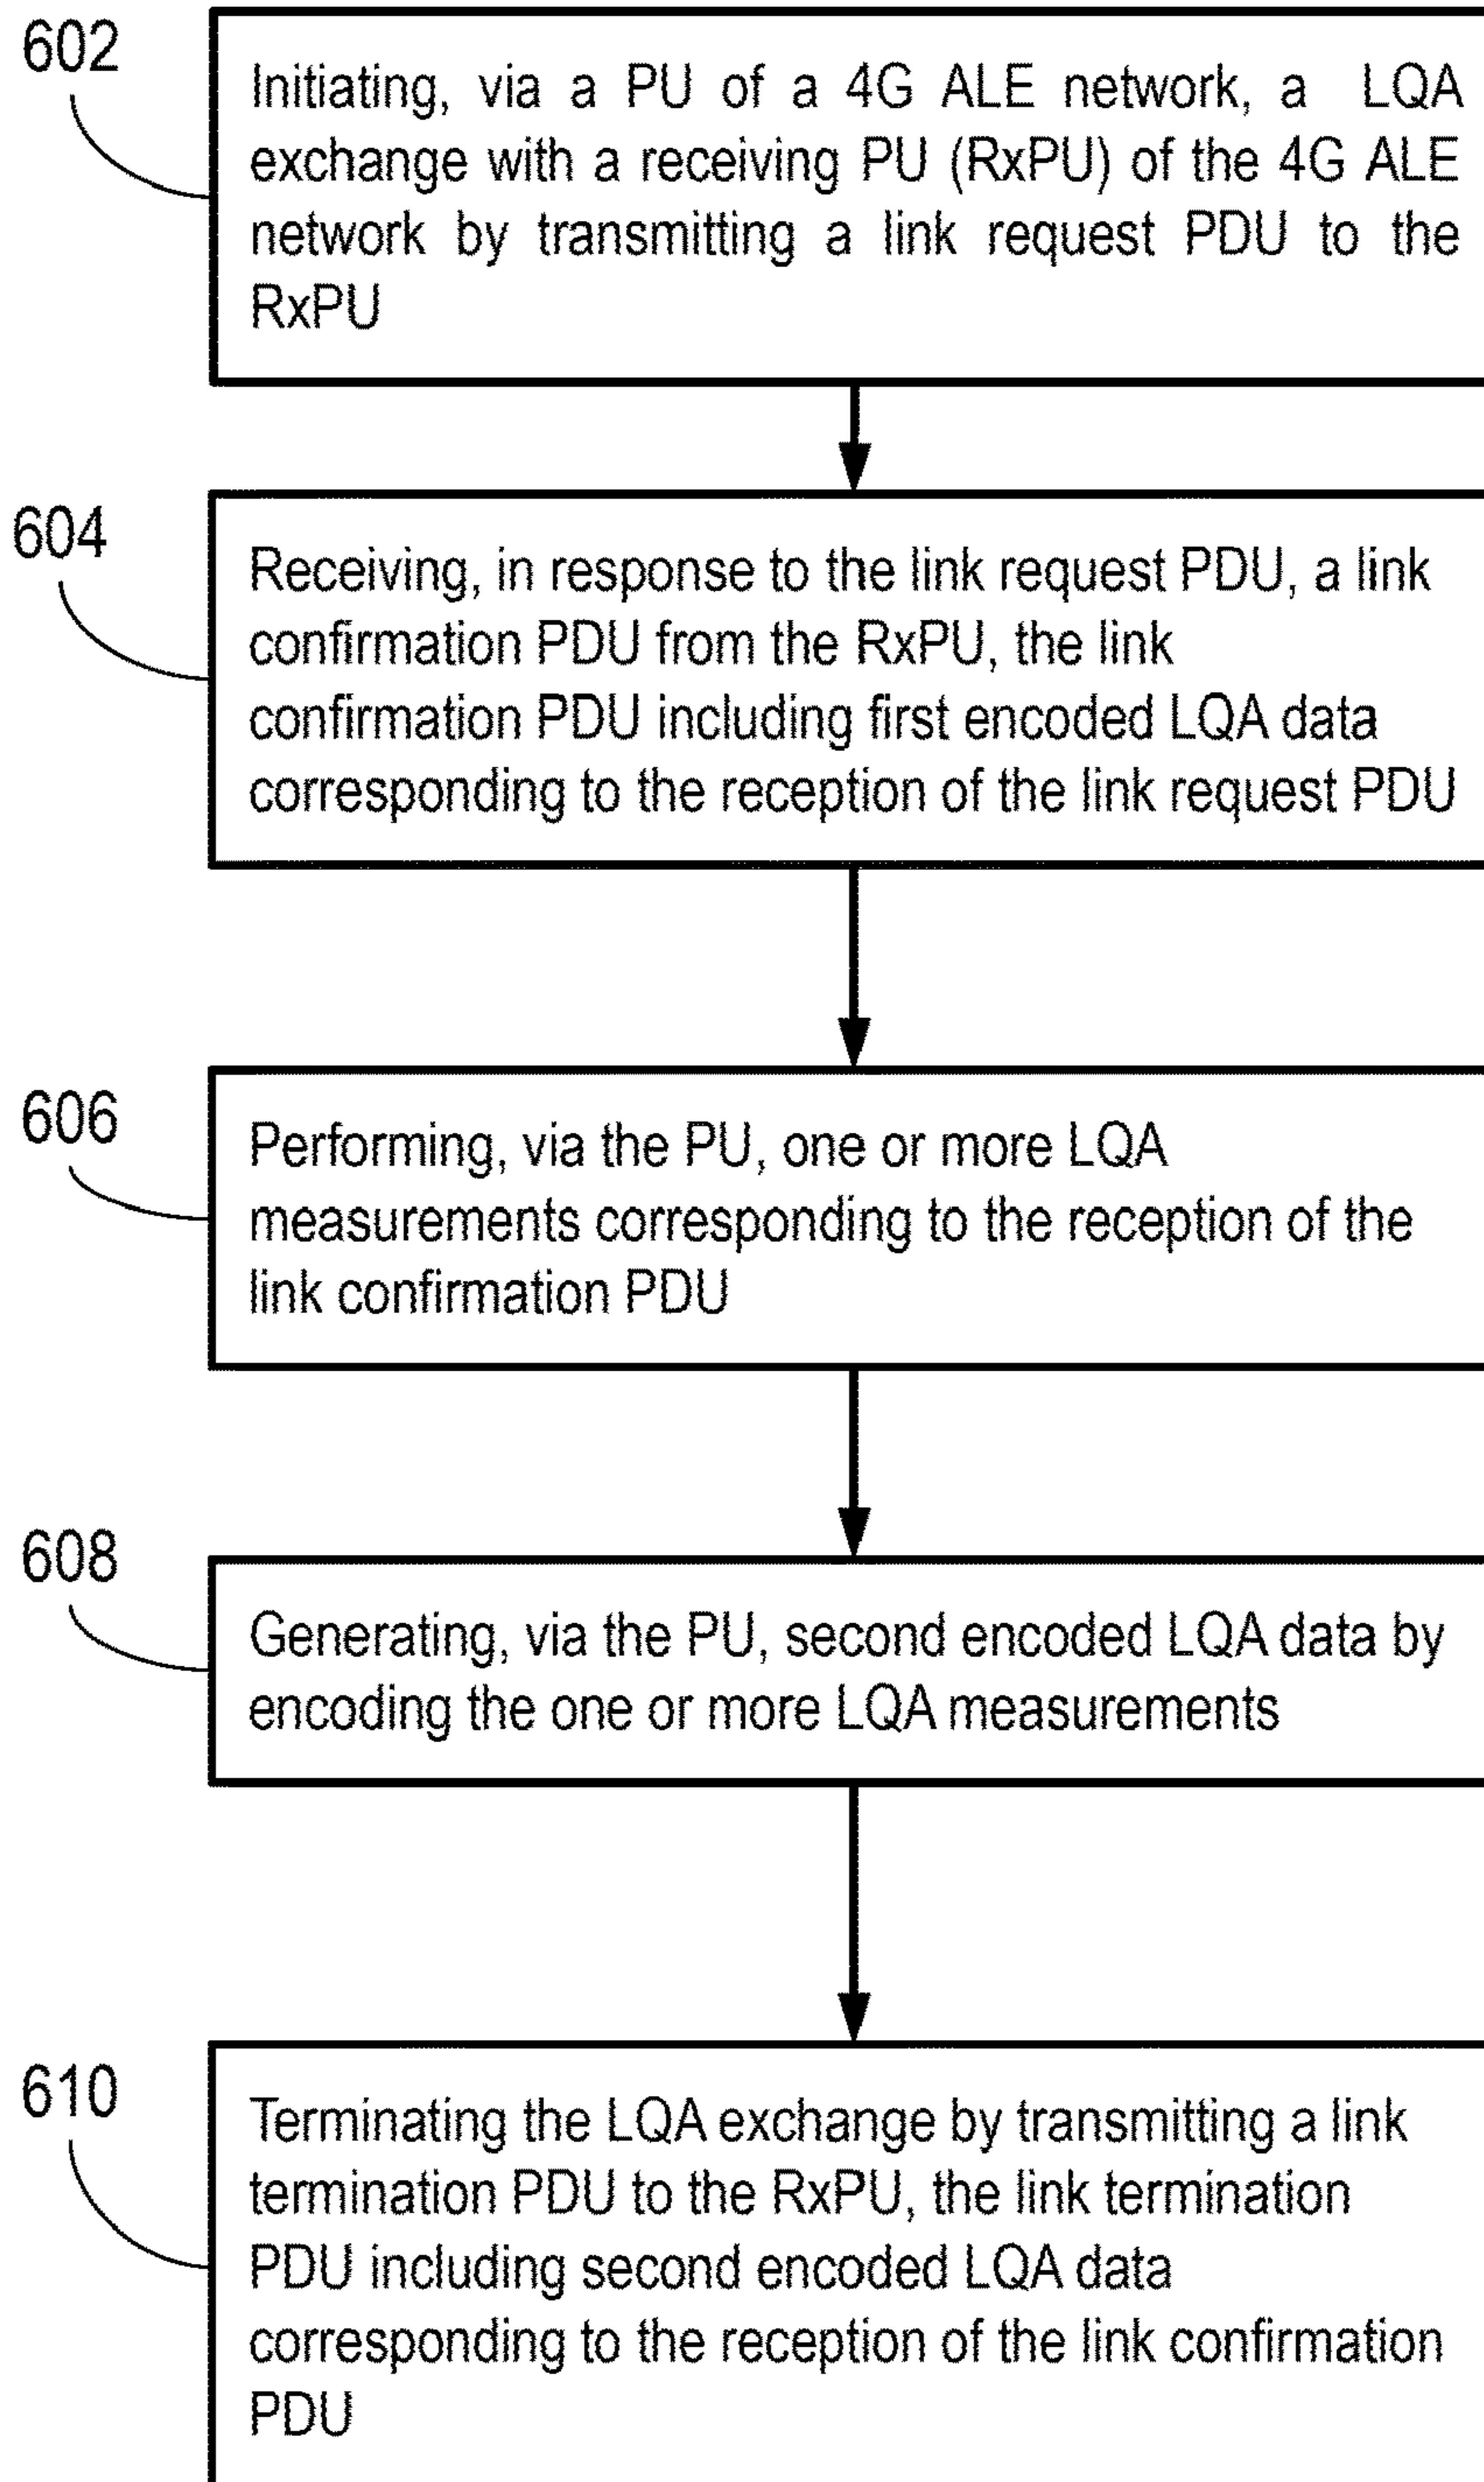 602
Initiating, via a PU of a 4G ALE network, a LQA
exchange with a receiving PU (RxPU) of the 4G ALE
network by transmitting a link request PDU to the
RxPU
604
Receiving, in response to the link request PDU, a link
confirmation PDU from the RxPU, the link
confirmation PDU including first encoded LQA data
corresponding to the reception of the link request PDU
606
Performing, via the PU, one or more LQA
measurements corresponding to the reception of the
link confirmation PDU
608
Generating, via the PU, second encoded LQA data by
encoding the one or more LQA measurements
610
Terminating the LQA exchange by transmitting a link
termination PDU to the RxPU, the link termination
PDU including second encoded LQA data
corresponding to the reception of the link confirmation
PDU